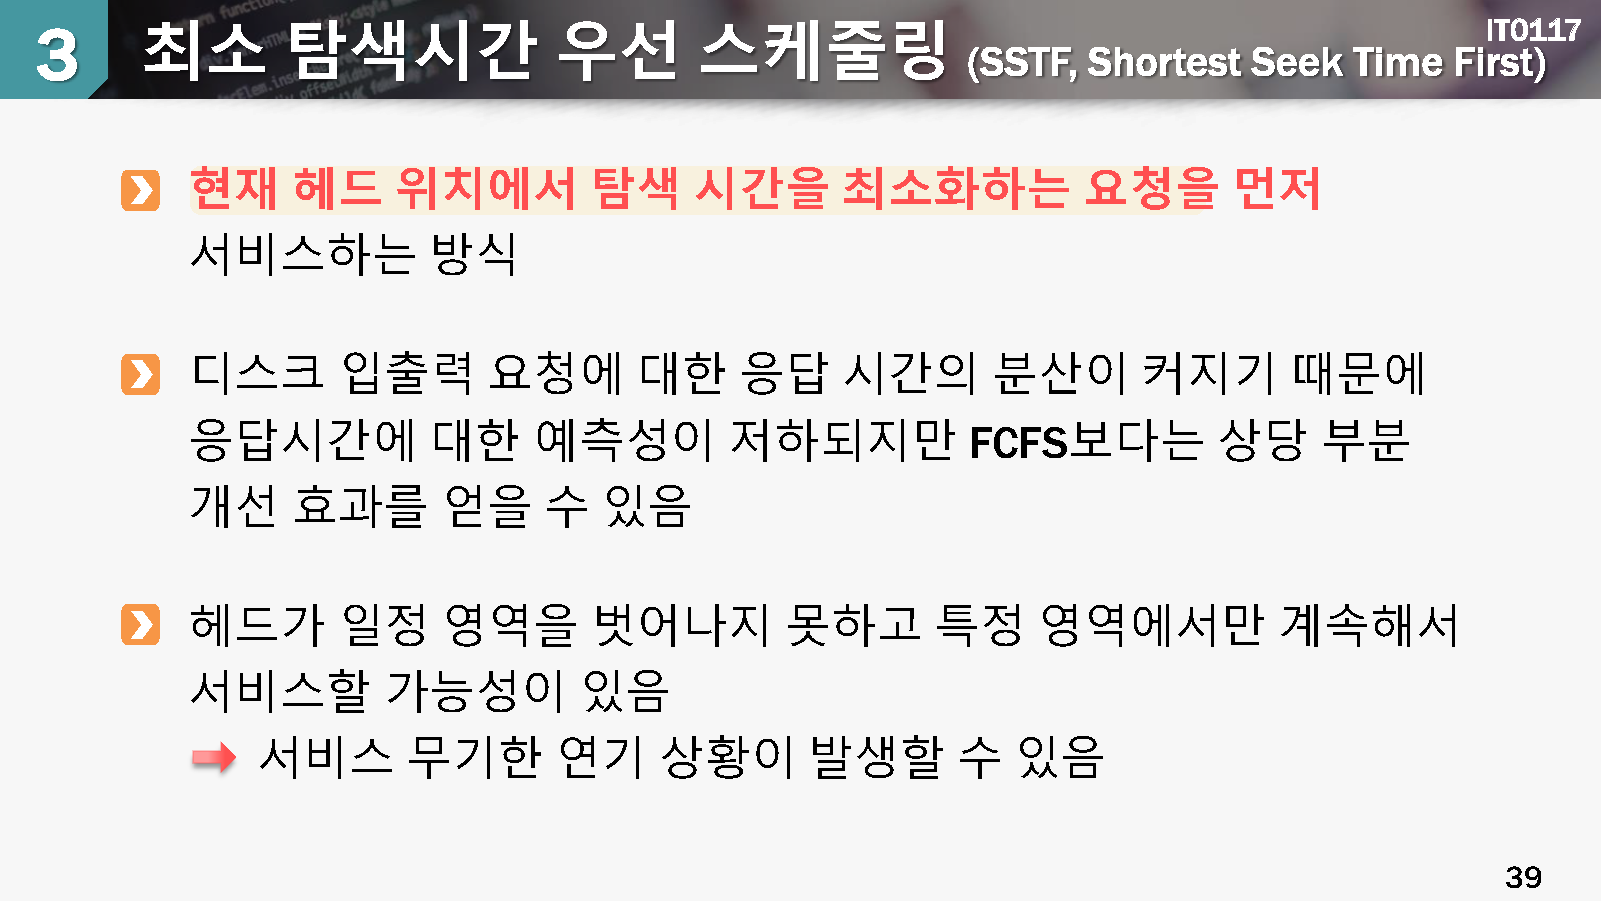 3
최소 탐색시간 우선 스케줄링 (SSTF, Shortest Seek Time First)
IT0117
현재 헤드 위치에서 탐색 시간을 최소화하는 요청을 먼저
서비스하는 방식
디스크 입출력 요청에 대한 응답 시간의 분산이 커지기 때문에
응답시간에 대한 예측성이 저하되지만 FCFS보다는 상당 부분
개선 효과를 얻을 수 있음
헤드가 일정 영역을 벗어나지 못하고 특정 영역에서만 계속해서
서비스할 가능성이 있음
서비스 무기한 연기 상황이 발생할 수 있음
39